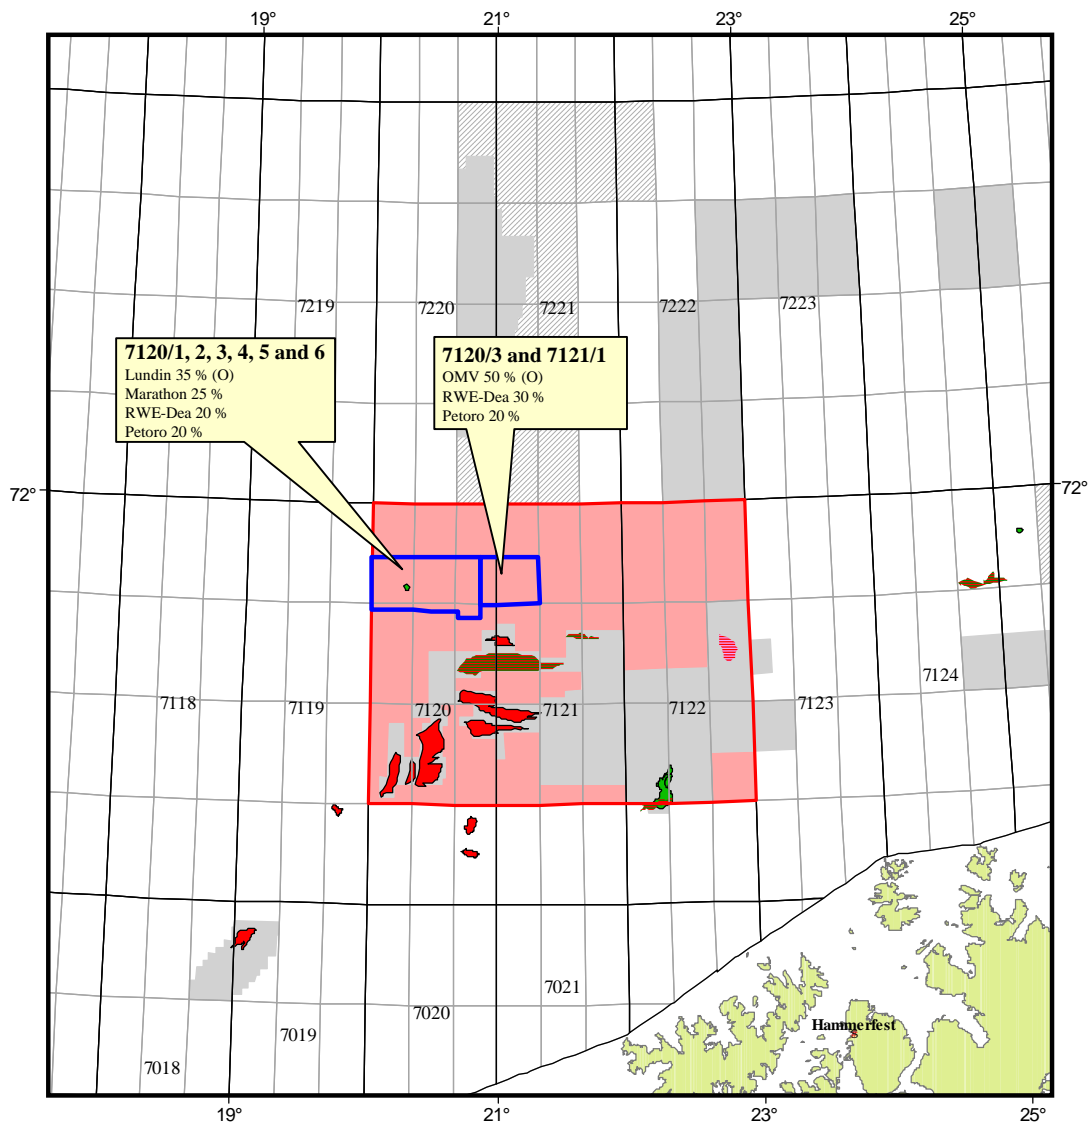 19°
21°
23°
25°
7219
7220
7221
7222
7223
7120/1, 2, 3, 4, 5 and 6
Lundin 35 % (O)
Marathon 25 %
RWE-Dea 20 %
Petoro 20 %
7120/3 and 7121/1
OMV 50 % (O)
RWE-Dea 30 %
Petoro 20 %
72°
72°
7118
7119
7120
7121
7122
7123
7124
7018
7019
7020
7021
Hammerfest
19°
21°
23°
25°